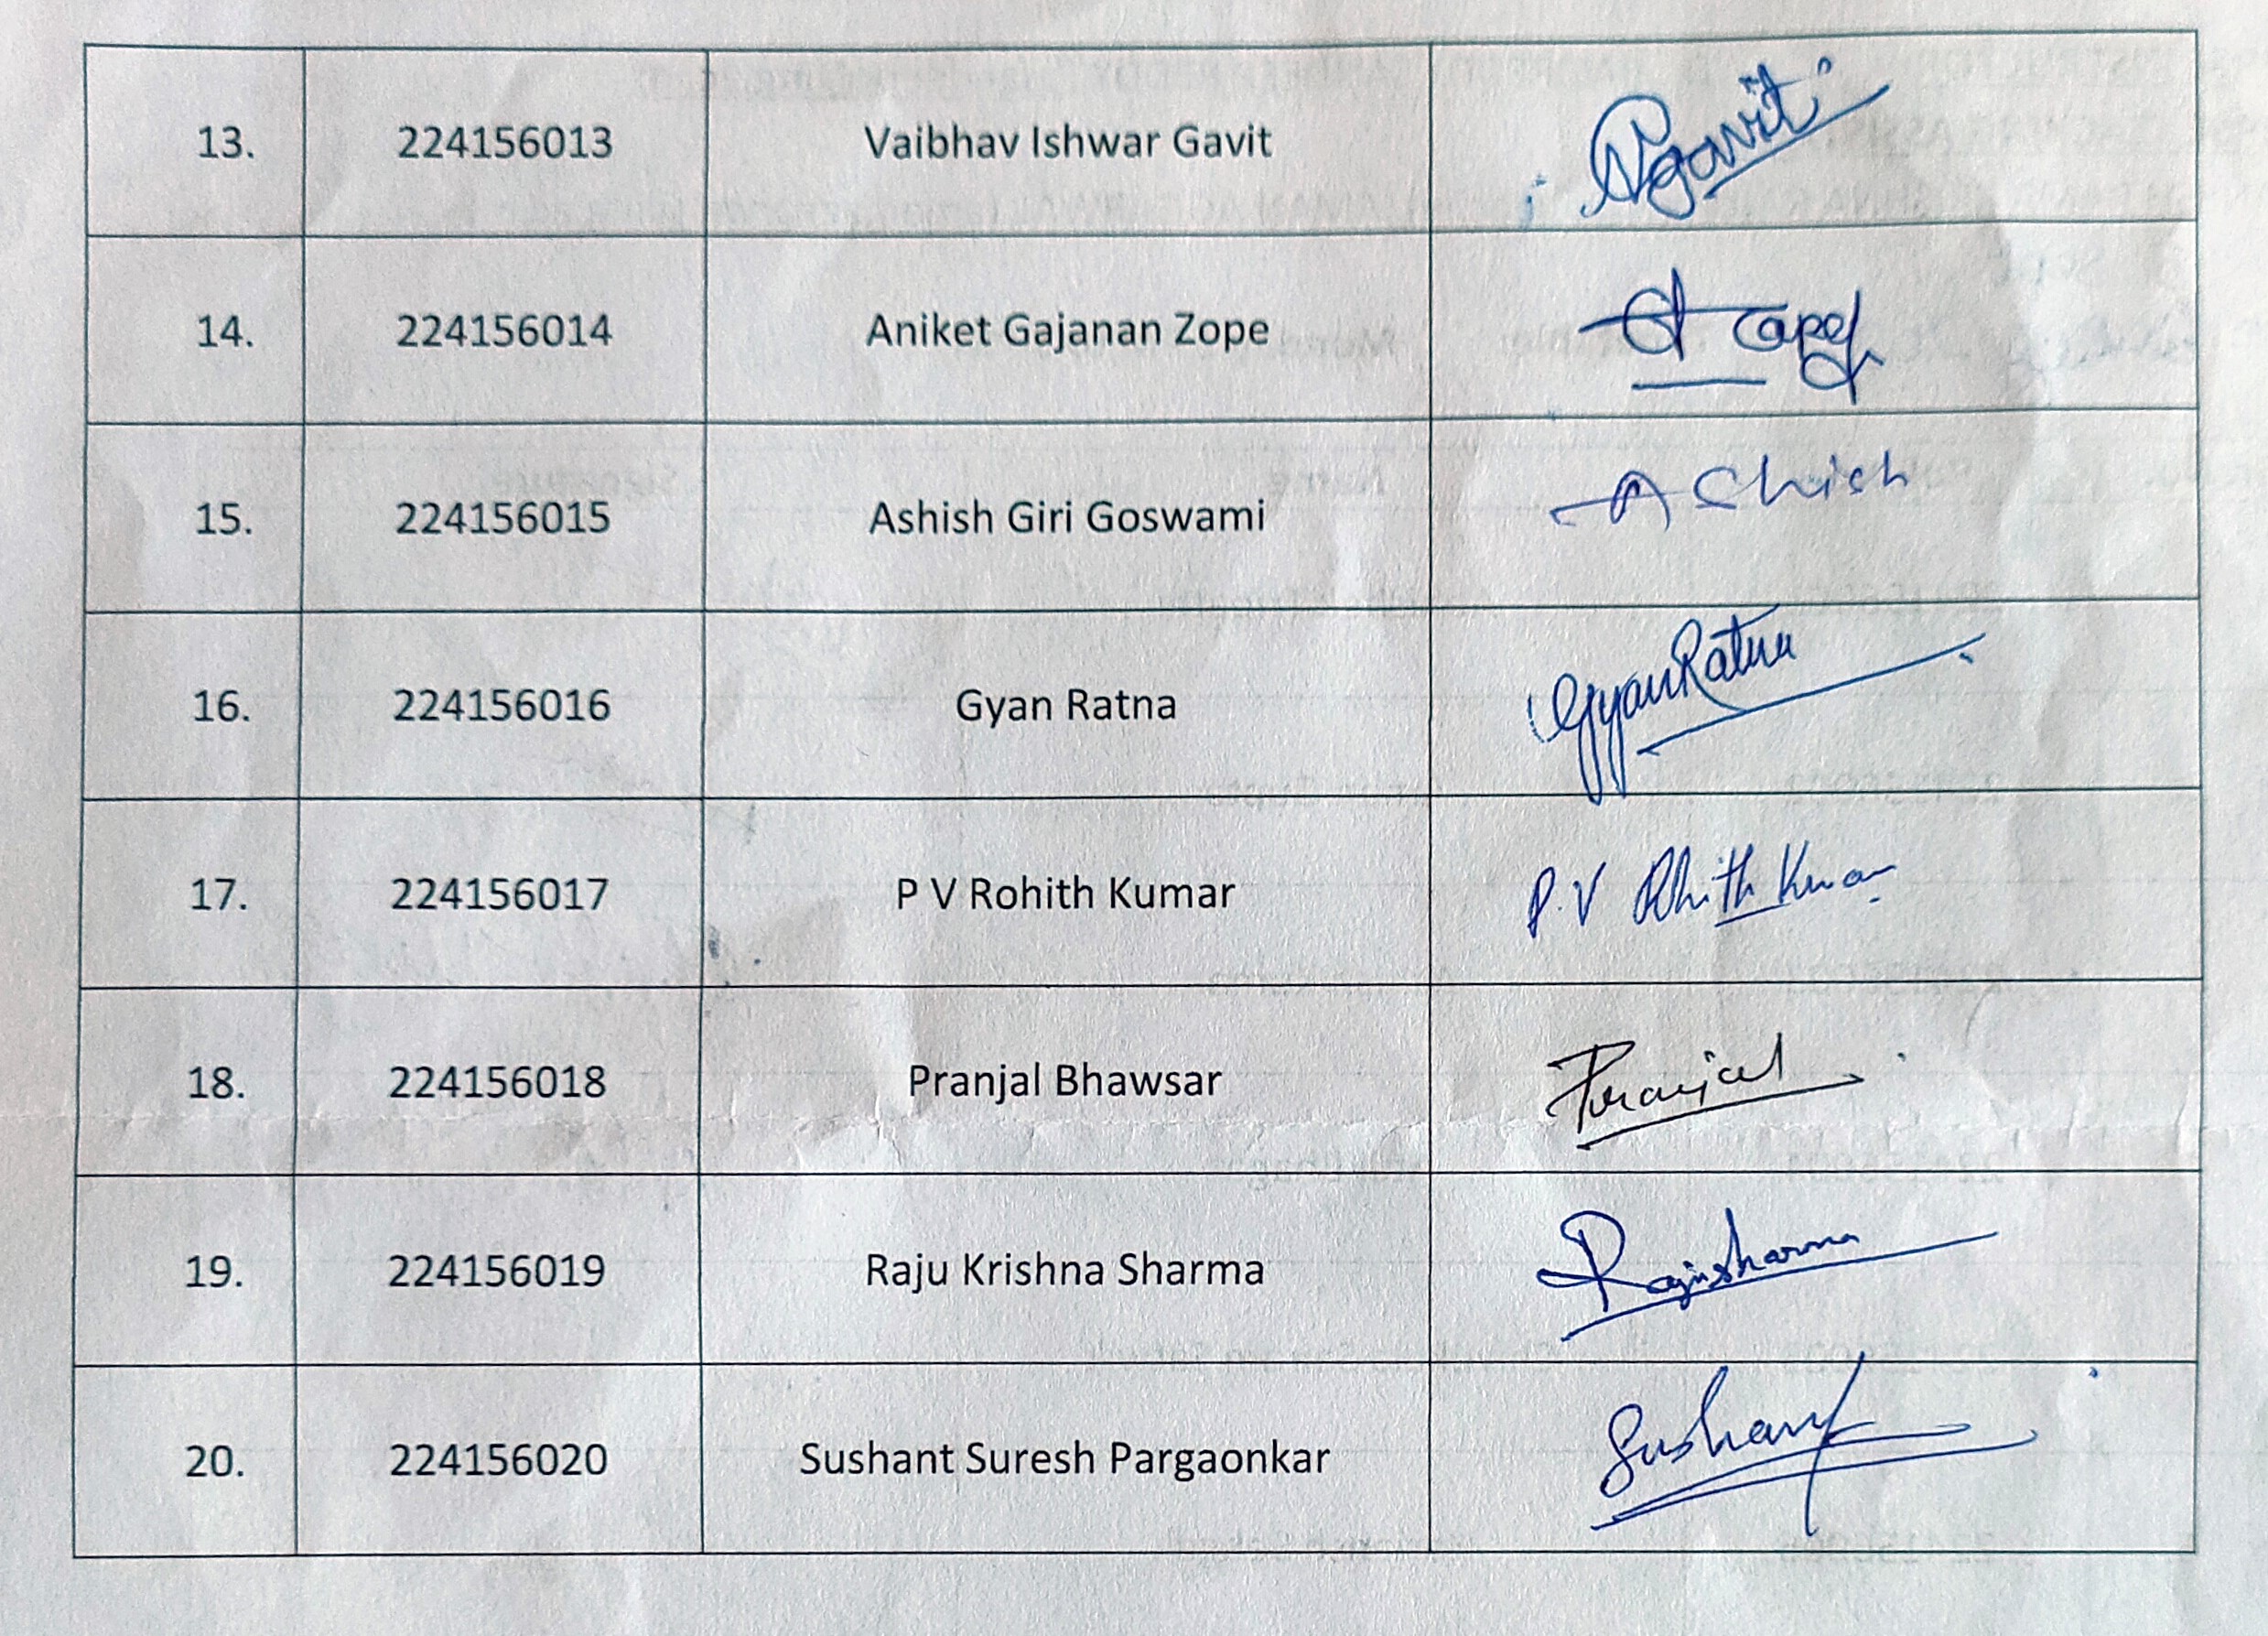 13. 224156013 Vaibhav Ishwar Gavit VGavit
14. 224156014 Aniket Gajanan Zope
15. 224156015 Ashish Giri Goswami Ashish
16. 224156016 Gyan Ratna GyanRatna
17. 224156017 P V Rohith Kumar P.V Rohith Kumar
18. 224156018 Pranjal Bhawsar Pranjal
19. 224156019 Raju Krishna Sharma Rajusharma
20. 224156020 Sushant Suresh Pargaonkar Sushant